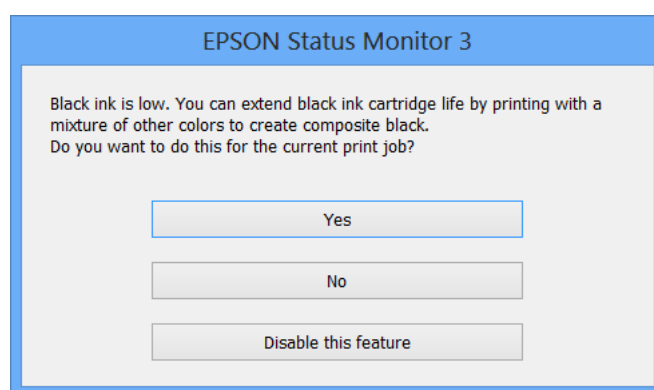 EPSON Status Monitor 3
Black ink is low. You can extend black ink cartridge life by printing with a
mixture of other colors to create composite black.
Do you want to do this for the current print job?
Yes
No
Disable this feature